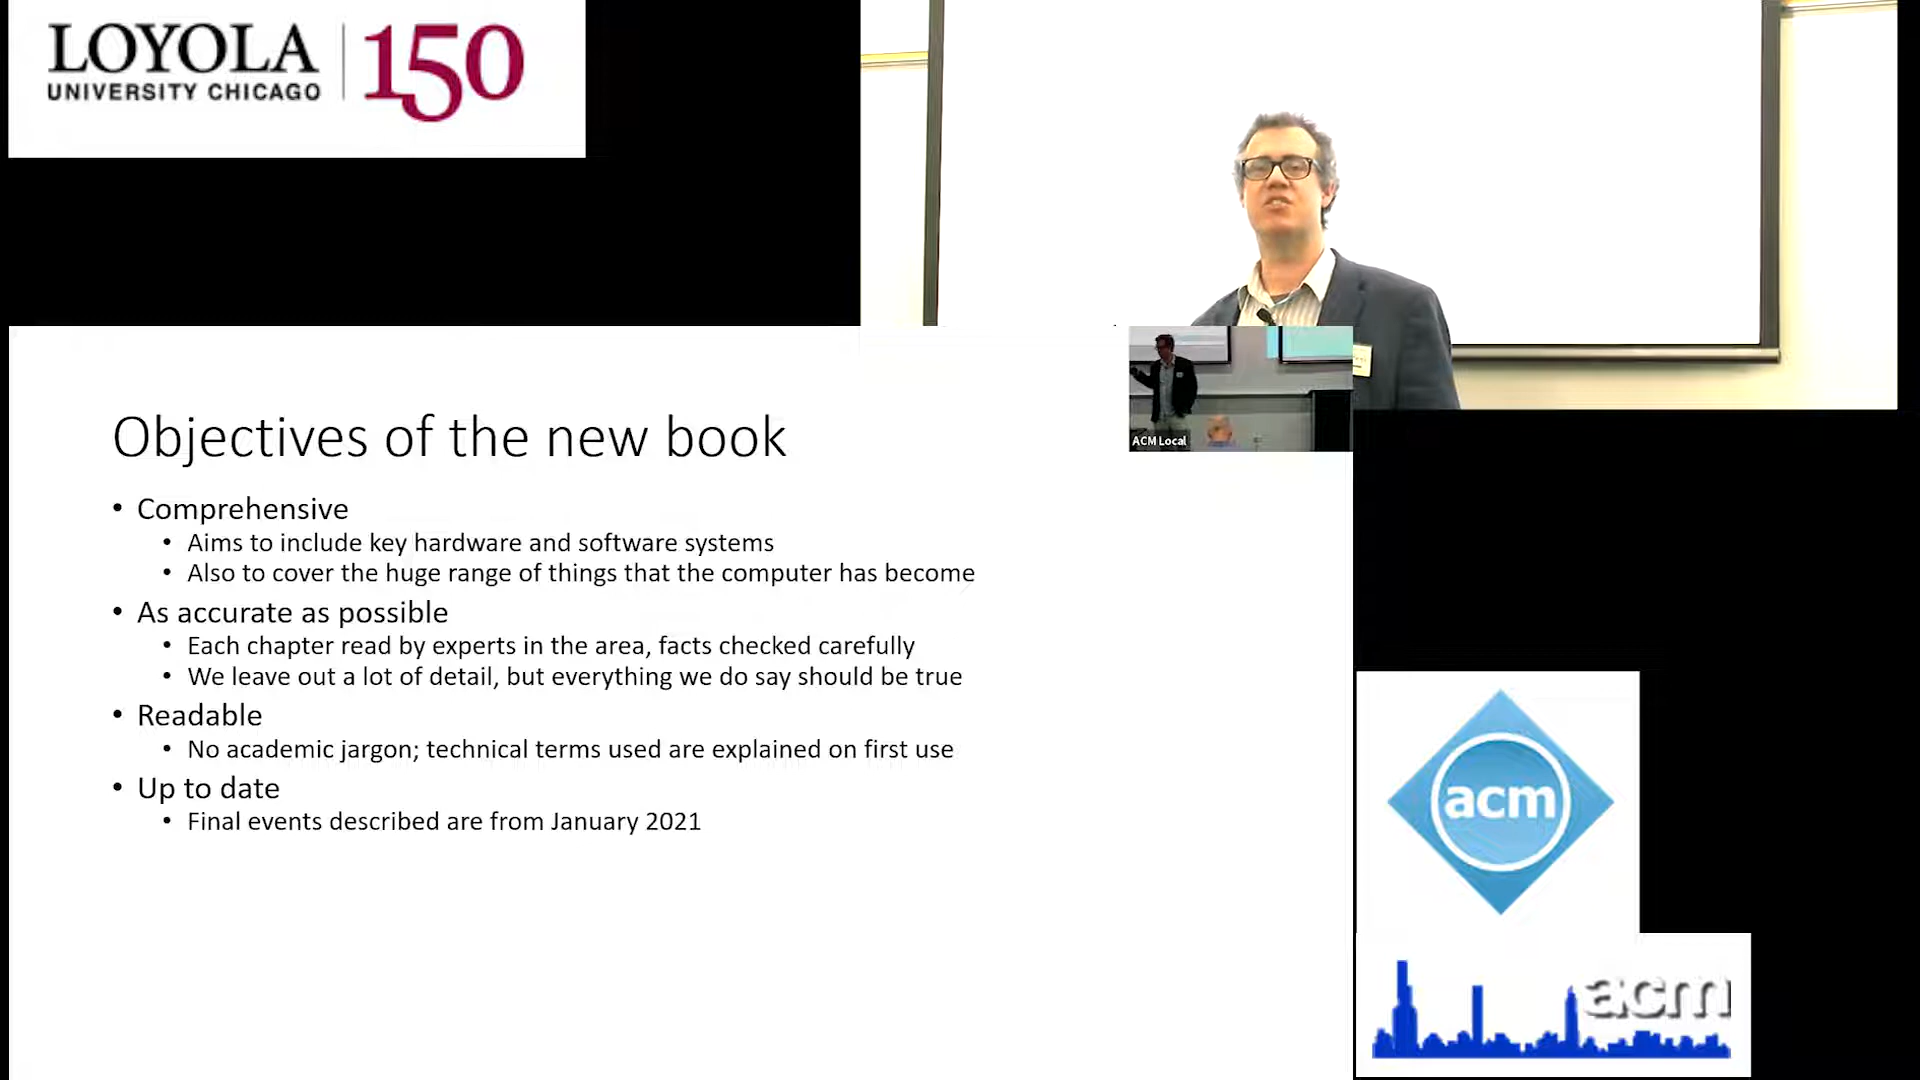 LOYOLA
UNIVERSITY CHICAGO
150
ACM Local
Objectives of the new book
• Comprehensive
• Aims to include key hardware and software systems
• Also to cover the huge range of things that the computer has become
• As accurate as possible
• Each chapter read by experts in the area, facts checked carefully
• We leave out a lot of detail, but everything we do say should be true
• Readable
• No academic jargon; technical terms used are explained on first use
• Up to date
• Final events described are from January 2021
acm
acm